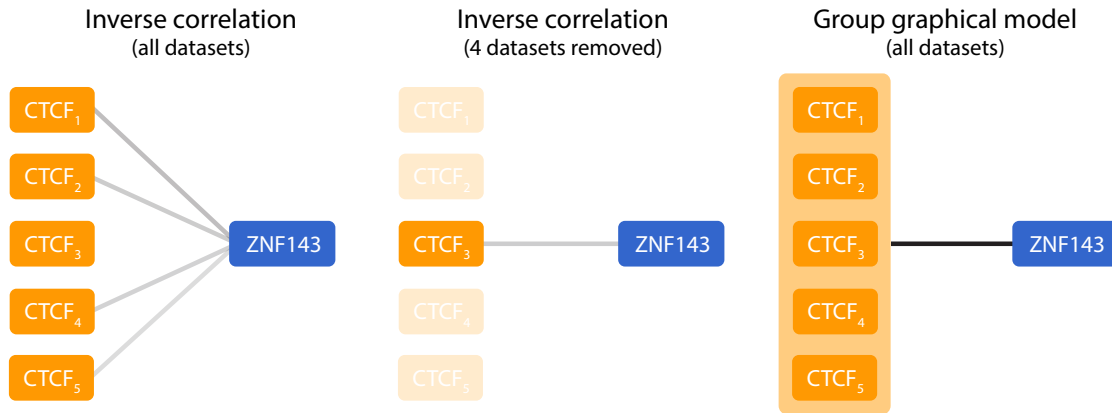 Inverse correlation
(all datasets)
CTCF₁
CTCF₂
CTCF₃
CTCF₄
CTCF₅
ZNF143
Inverse correlation
(4 datasets removed)
CTCF₁
CTCF₂
CTCF₃
CTCF₄
CTCF₅
ZNF143
Group graphical model
(all datasets)
CTCF₁
CTCF₂
CTCF₃
CTCF₄
CTCF₅
ZNF143